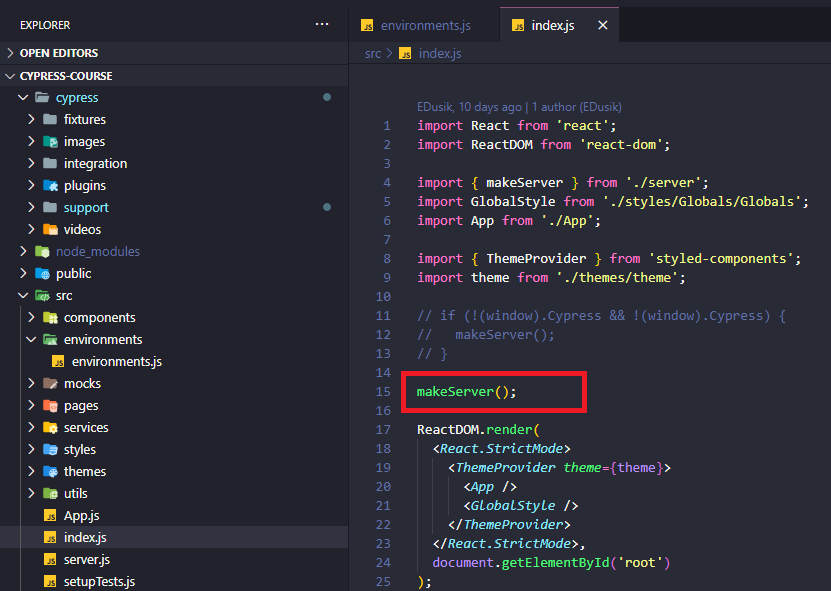 EXPLORER ...
OPEN EDITORS
CYPRESS-COURSE
cypress
fixtures
images
integration
plugins
support
videos
node_modules
public
src
components
environments
JS environments.js
mocks
pages
services
styles
themes
utils
JS App.js
JS index.js
JS server.js
JS setupTests.js
JS environments.js JS index.js ×
src > JS index.js
EDusik, 10 days ago | 1 author (EDusik)
1 import React from 'react';
2 import ReactDOM from 'react-dom';
3
4 import { makeServer } from './server';
5 import GlobalStyle from './styles/Globals/Globals';
6 import App from './App';
7
8 import { ThemeProvider } from 'styled-components';
9 import theme from './themes/theme';
10
11 // if (!(window).Cypress && !(window).Cypress) {
12 //   makeServer();
13 // }
14
15 makeServer();
16
17 ReactDOM.render(
18   <React.StrictMode>
19     <ThemeProvider theme={theme}>
20       <App />
21       <GlobalStyle />
22     </ThemeProvider>
23   </React.StrictMode>,
24   document.getElementById('root')
25 );